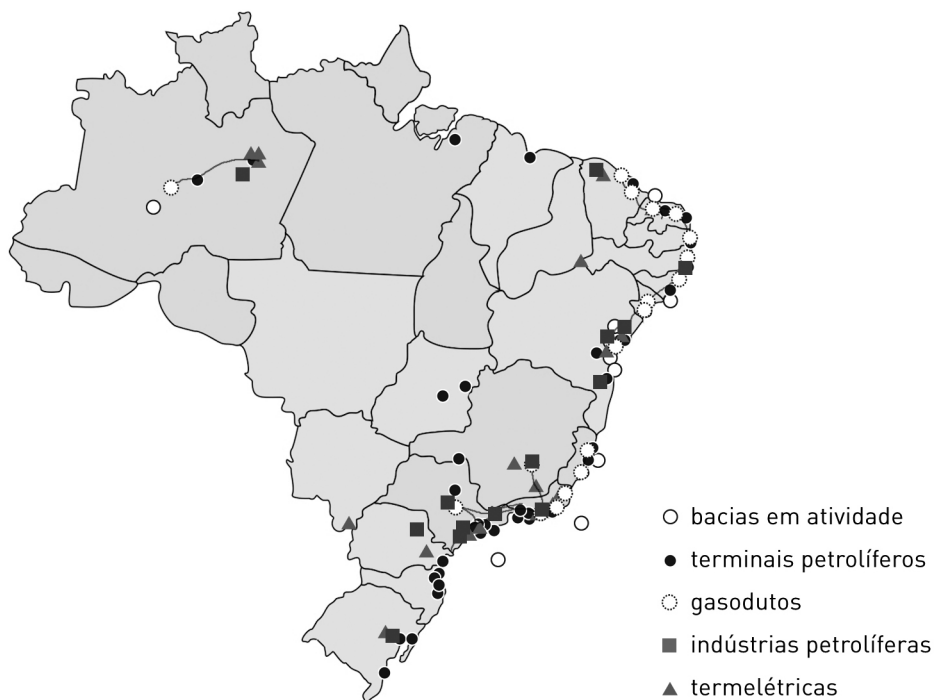 bacias em atividade
terminais petrolíferos
gasodutos
indústrias petrolíferas
termelétricas